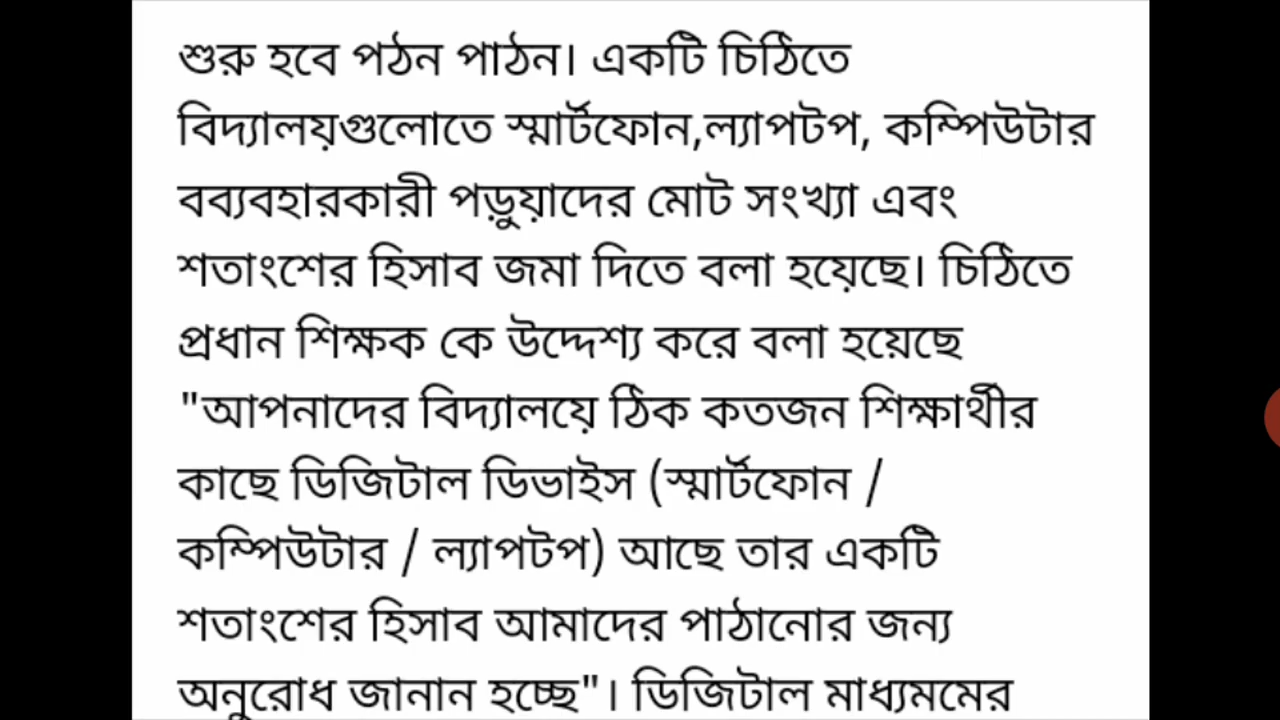 শুরু হবে পঠন পাঠন। একটি চিঠিতে
বিদ্যালয়গুলোতে স্মার্টফোন,ল্যাপটপ, কম্পিউটার
বব্যবহারকারী পড়ুয়াদের মোট সংখ্যা এবং
শতাংশের হিসাব জমা দিতে বলা হয়েছে। চিঠিতে
প্রধান শিক্ষক কে উদ্দেশ্য করে বলা হয়েছে
"আপনাদের বিদ্যালয়ে ঠিক কতজন শিক্ষার্থীর
কাছে ডিজিটাল ডিভাইস (স্মার্টফোন /
কম্পিউটার / ল্যাপটপ) আছে তার একটি
শতাংশের হিসাব আমাদের পাঠানোর জন্য
অনুরোধ জানান হচ্ছে"। ডিজিটাল মাধ্যমমের